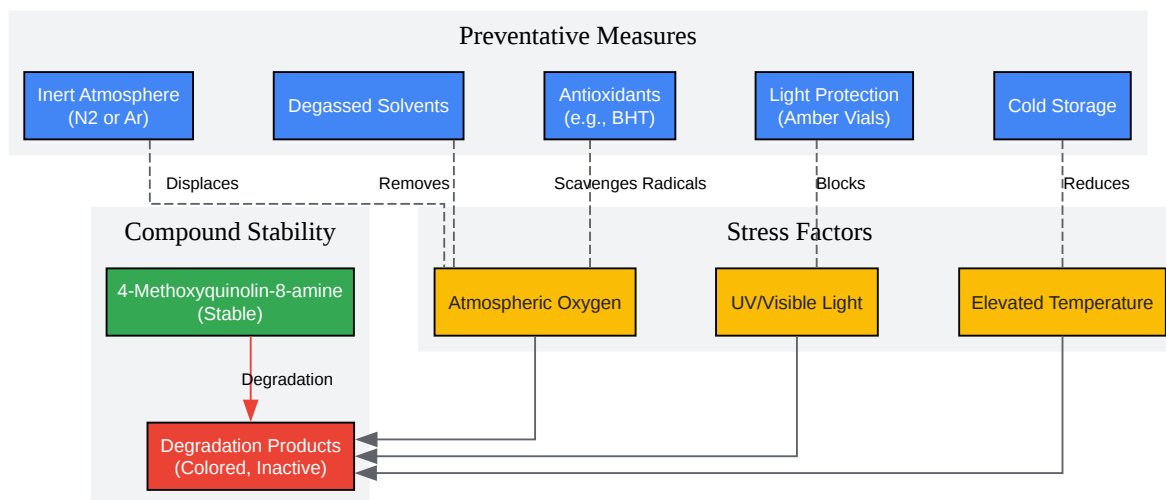 Preventative Measures
Inert Atmosphere
(N2 or Ar)
Degassed Solvents
Antioxidants
(e.g., BHT)
Light Protection
(Amber Vials)
Cold Storage
Displaces
Removes
Scavenges Radicals
Blocks
Reduces
Compound Stability
Stress Factors
4-Methoxyquinolin-8-amine
(Stable)
Atmospheric Oxygen
UV/Visible Light
Elevated Temperature
Degradation
Degradation Products
(Colored, Inactive)